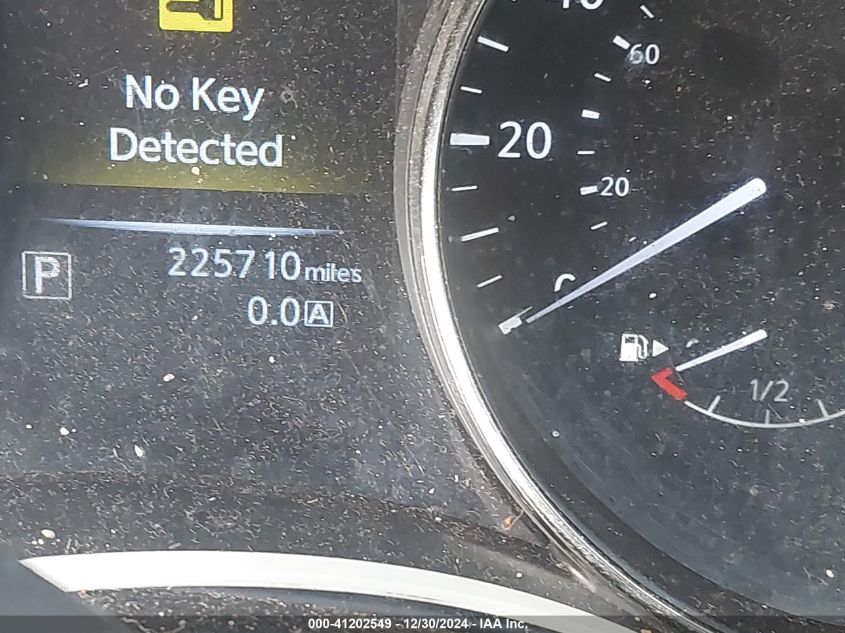 No Key
Detected
P
225710 miles
0.0 A
20
60
20
1/2
000-41202549 - 12/30/2024 - IAA Inc.